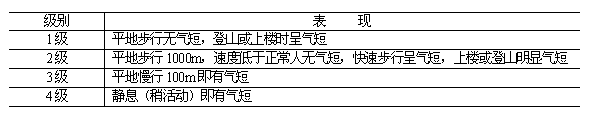 级别 表 现
1级 平地步行无气短，登山或上楼时呈气短
2级 平地步行1000m，速度低于正常人无气短，快速步行呈气短，上楼或登山明显气短
3级 平地慢行100m即有气短
4级 静息（稍活动）即有气短